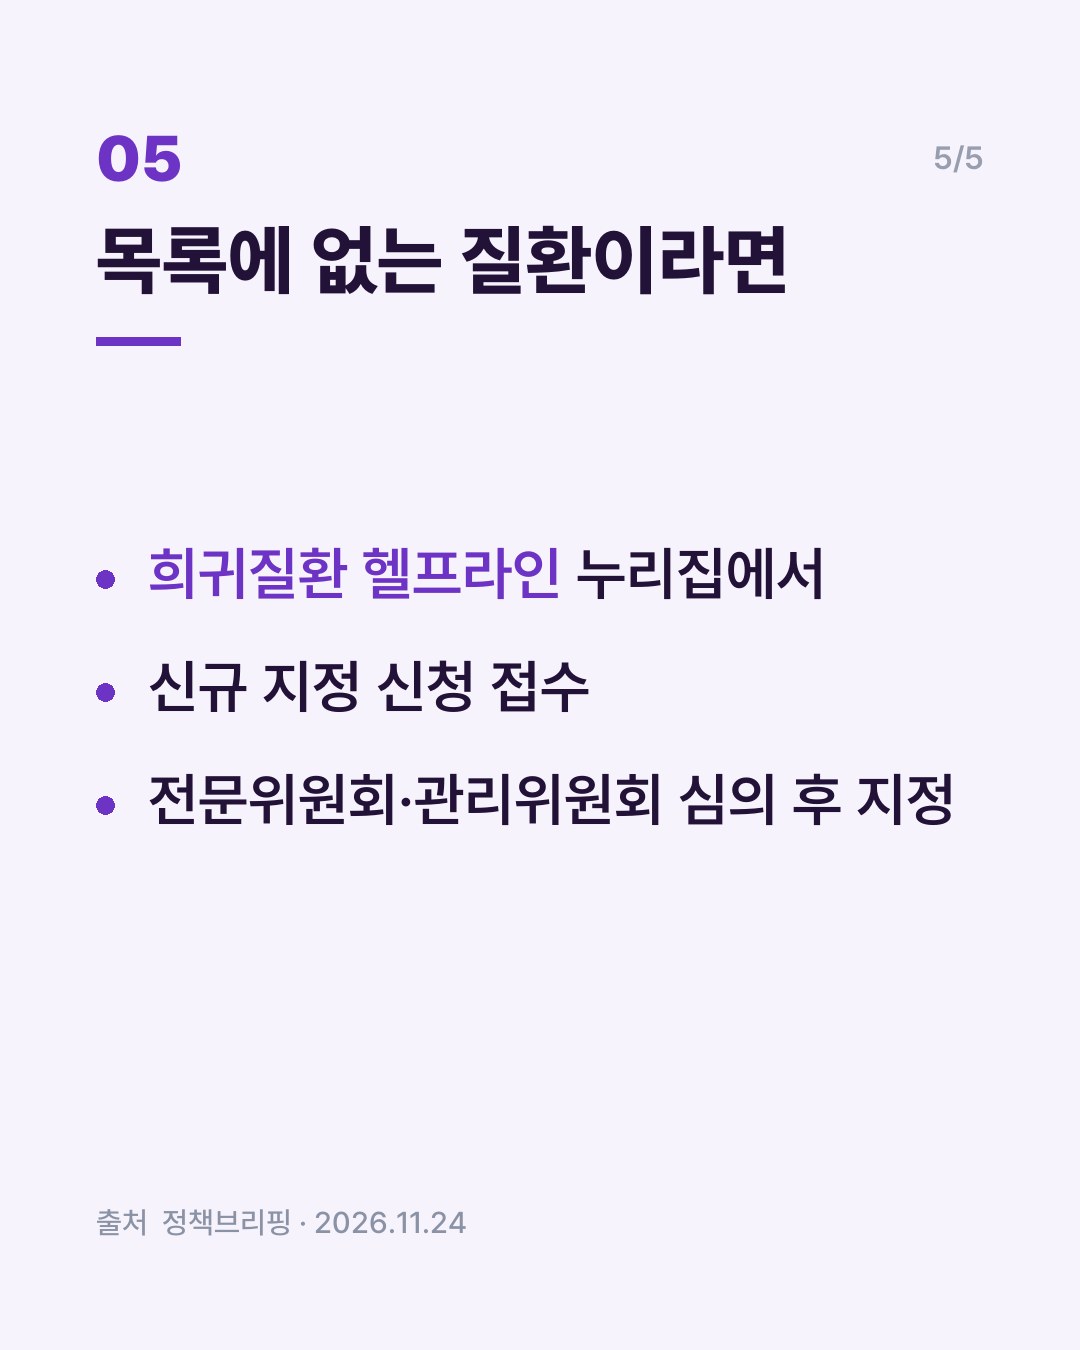 05
5/5
목록에 없는 질환이라면
• 희귀질환 헬프라인 누리집에서
• 신규 지정 신청 접수
• 전문위원회·관리위원회 심의 후 지정
출처 정책브리핑 · 2026.11.24